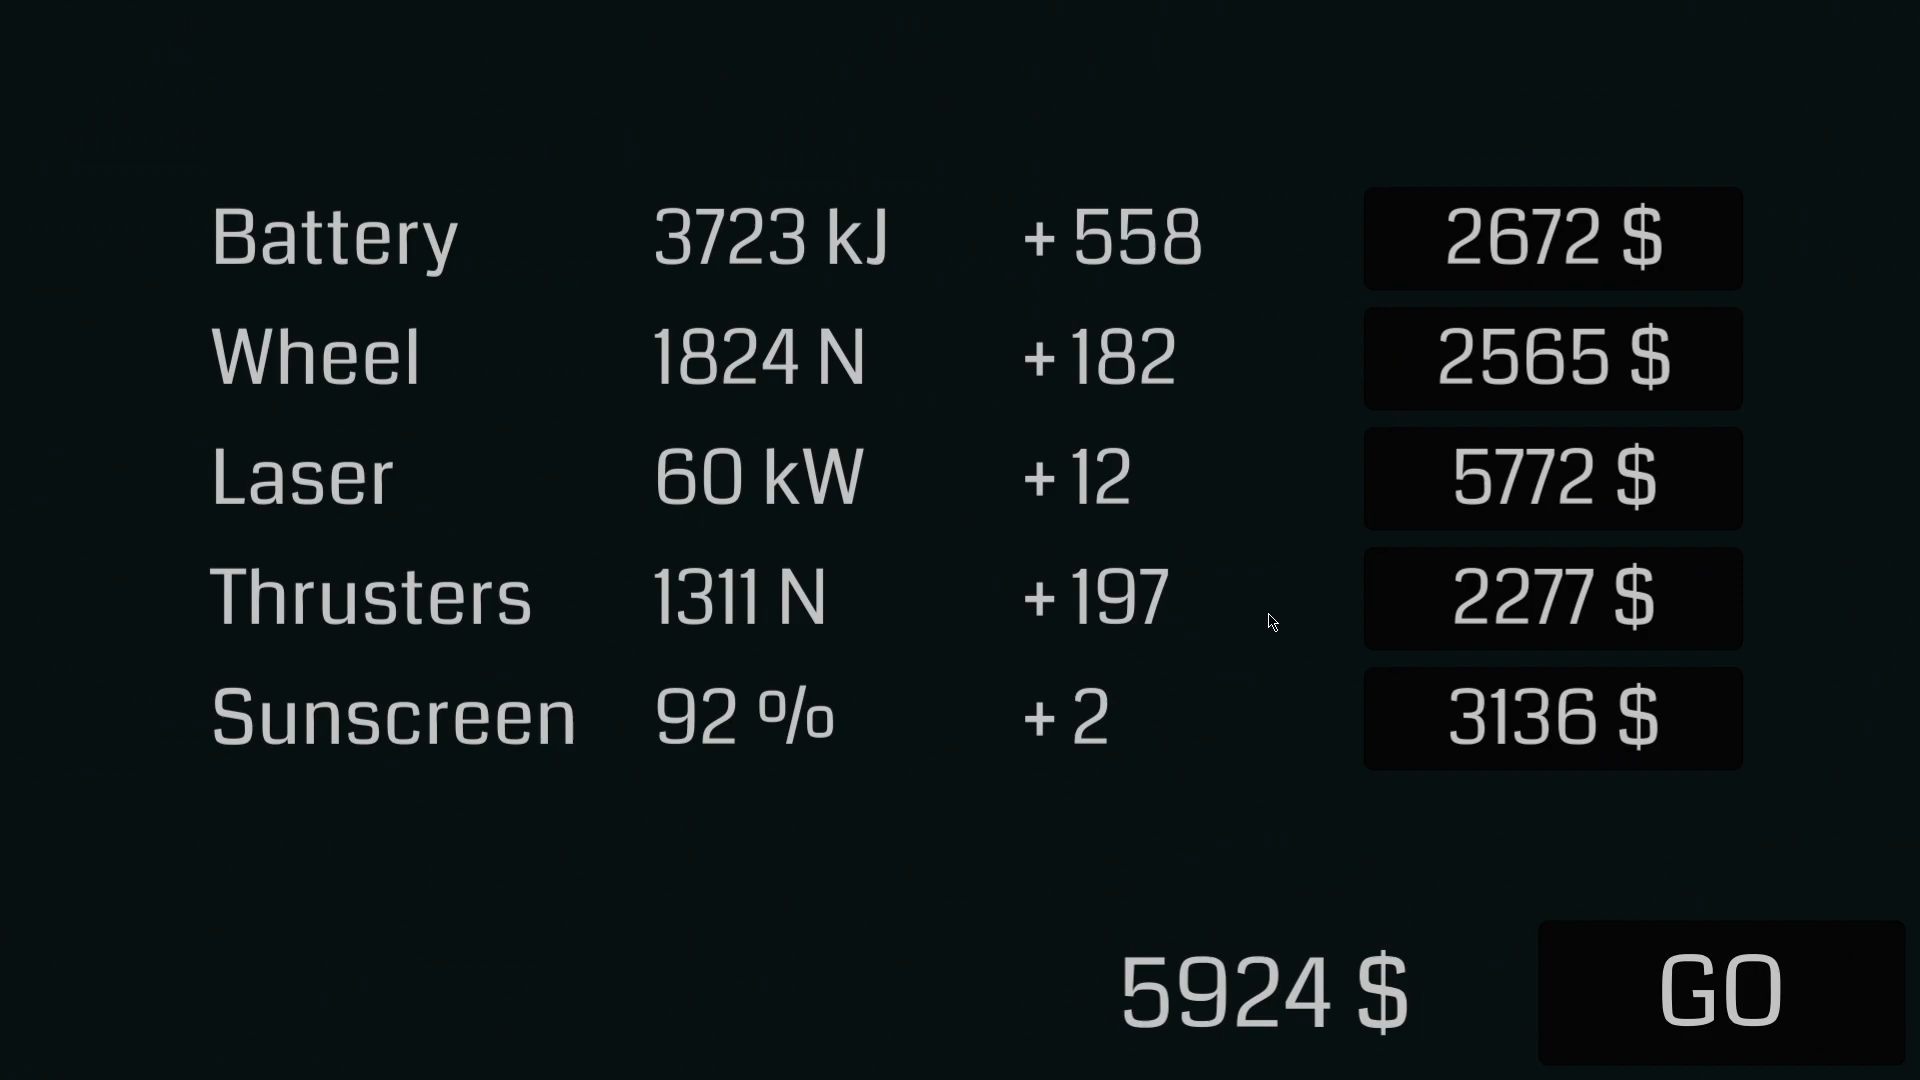 Battery 3723 kJ + 558 2672 $
Wheel 1824 N + 182 2565 $
Laser 60 kW + 12 5772 $
Thrusters 1311 N + 197 2277 $
Sunscreen 92 % + 2 3136 $
5924 $ GO